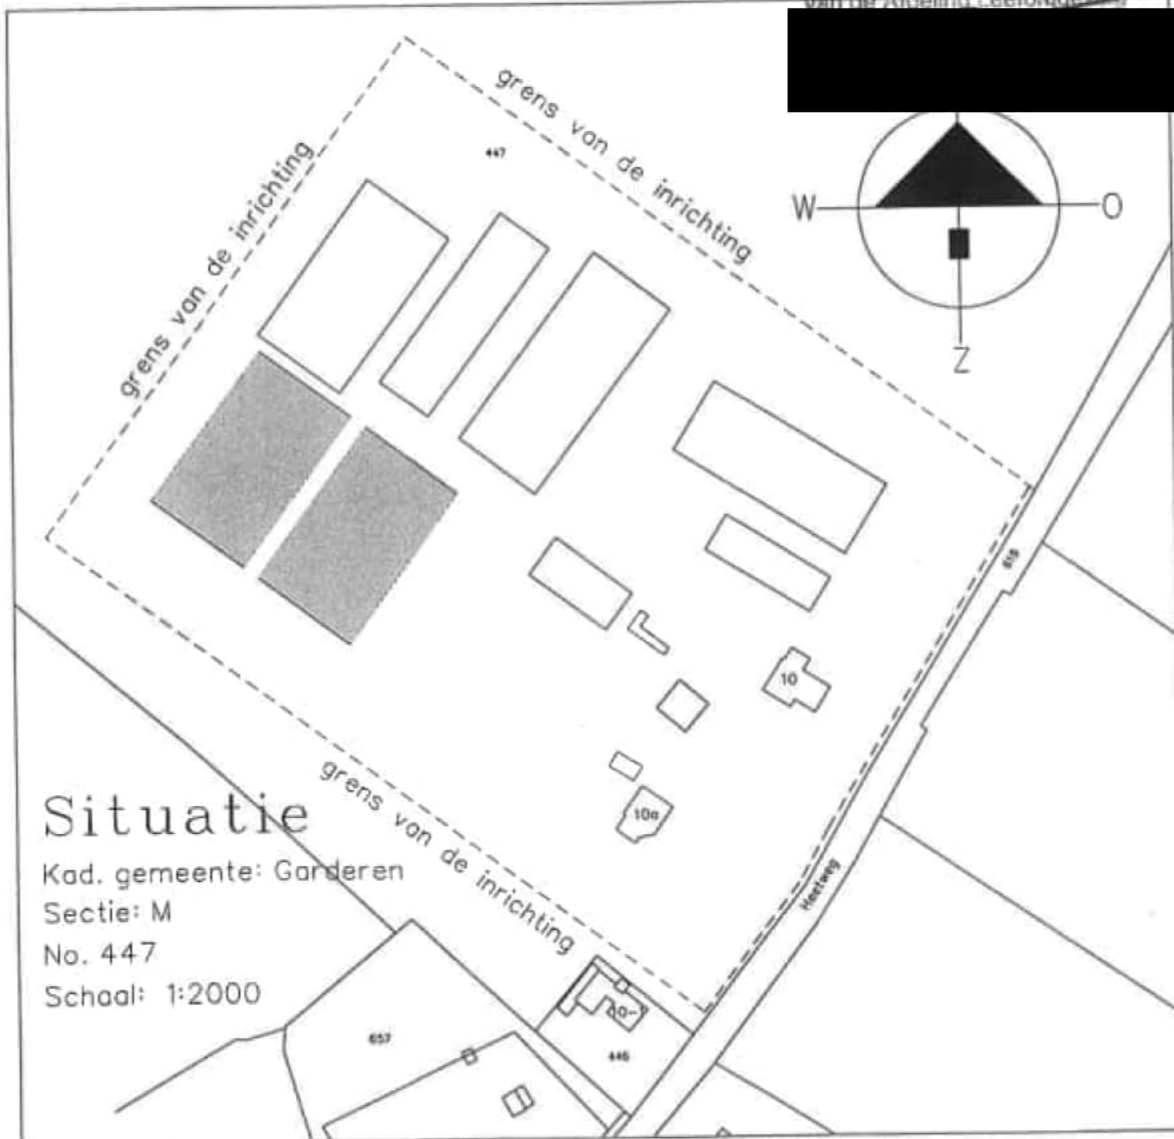 grens van de inrichting
447
grens van de inrichting
W
O
Z
619
10
10a
grens van de inrichting
Heetweg
Situatie
Kad. gemeente: Garderen
Sectie: M
No. 447
Schaal: 1:2000
657
446